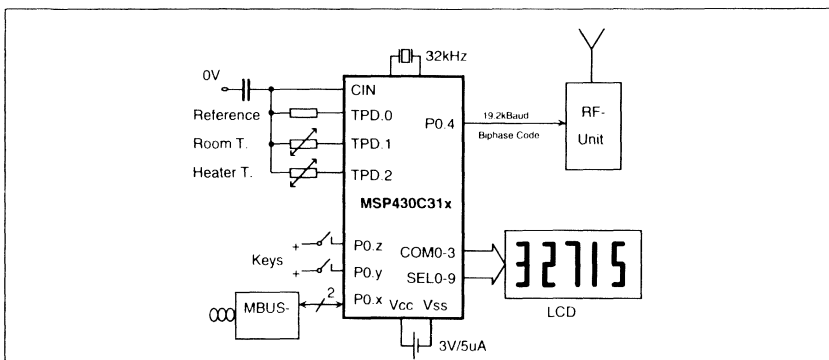 32kHz
0V
CIN
Reference
TPD.0
Room T.
TPD.1
Heater T.
TPD.2
P0.4
19.2kBaud
Biphase Code
RF-
Unit
MSP430C31x
Keys
P0.z
P0.y
P0.x
MBUS-
2
COM0-3
SEL0-9
32715
LCD
Vcc
Vss
3V/5uA